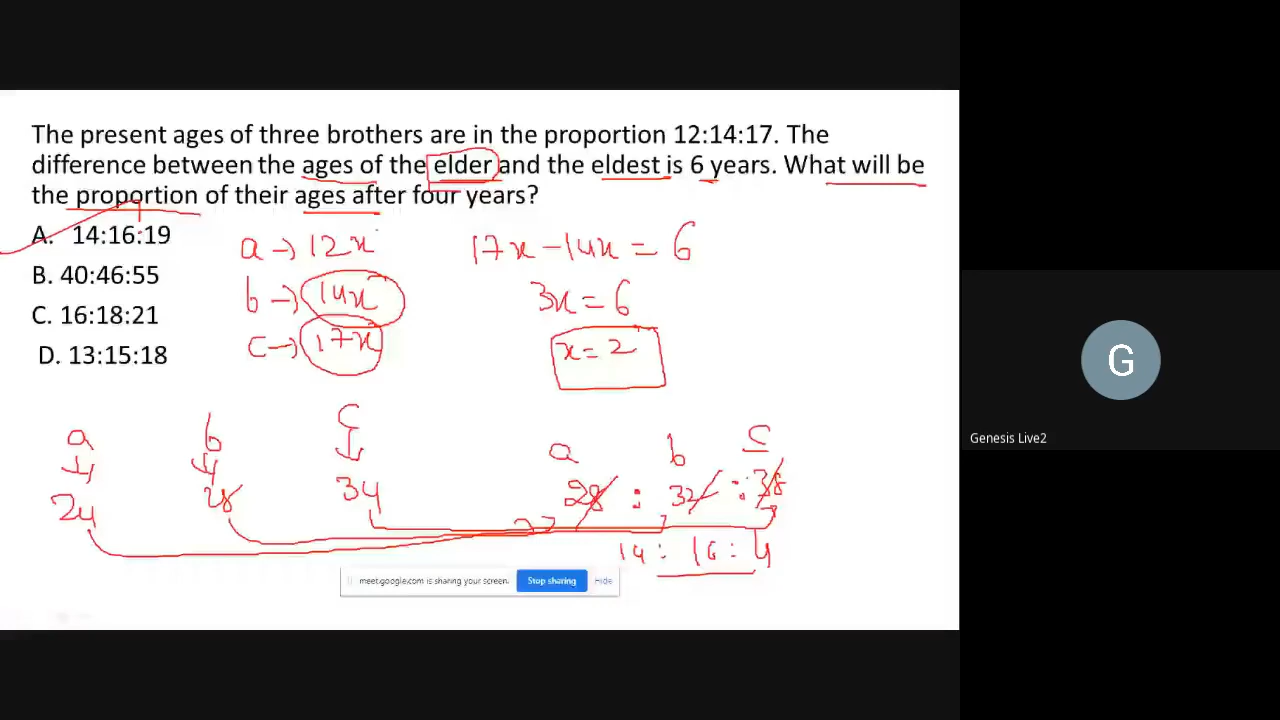 The present ages of three brothers are in the proportion 12:14:17. The
difference between the ages of the elder and the eldest is 6 years. What will be
the proportion of their ages after four years?
A. 14:16:19
B. 40:46:55
C. 16:18:21
D. 13:15:18
a → 12x
b → 14x
c → 17x
17x - 14x = 6
3x = 6
x = 2
a b c
24 28 34
a b c
28 : 32 : 38
14 : 16 :
meet.google.com is sharing your screen.
Stop sharing
Hide
G
Genesis Live2